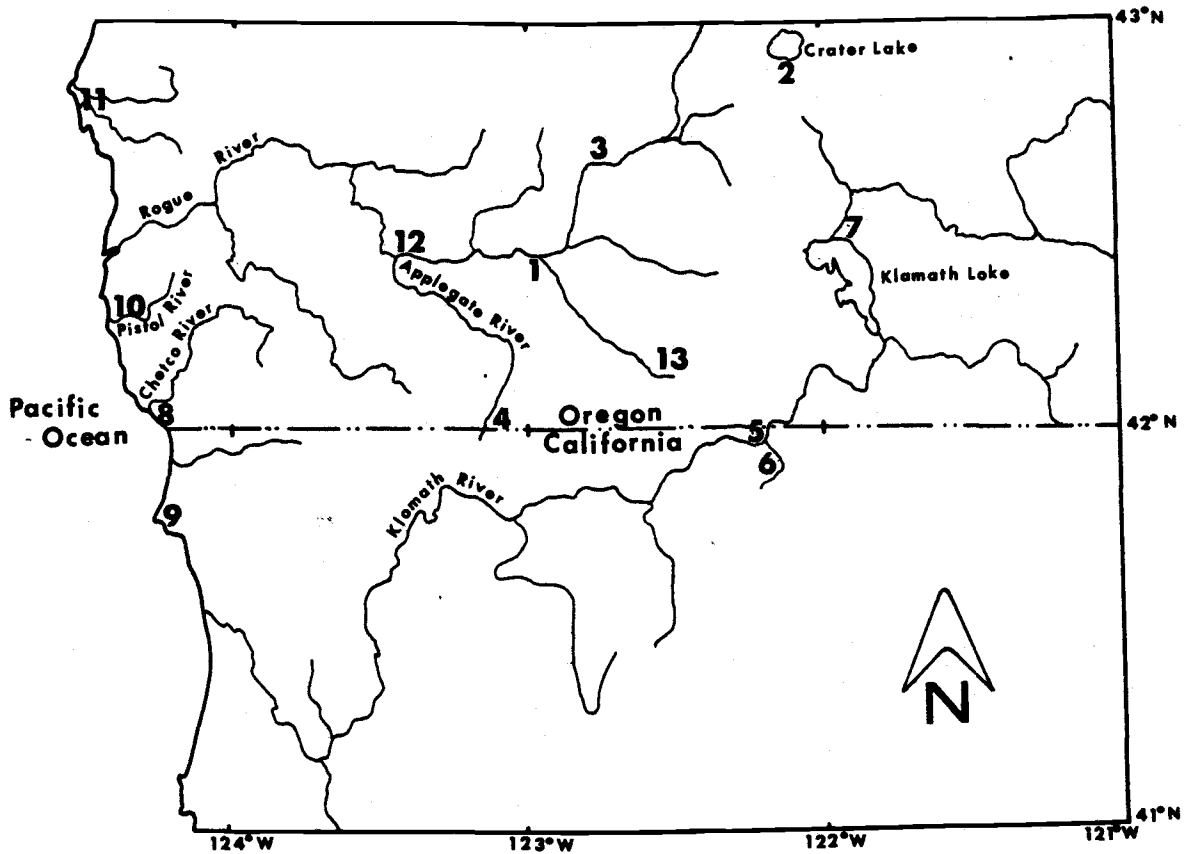 43°N
Crater Lake
2
11
3
Rogue River
12
1
7
Applegate River
Klamath Lake
10
Pistol River
Chetco River
13
Pacific
Ocean
8
4
Oregon
California
5
42°N
6
Klamath River
9
N
41°N
124°W
123°W
122°W
121°W